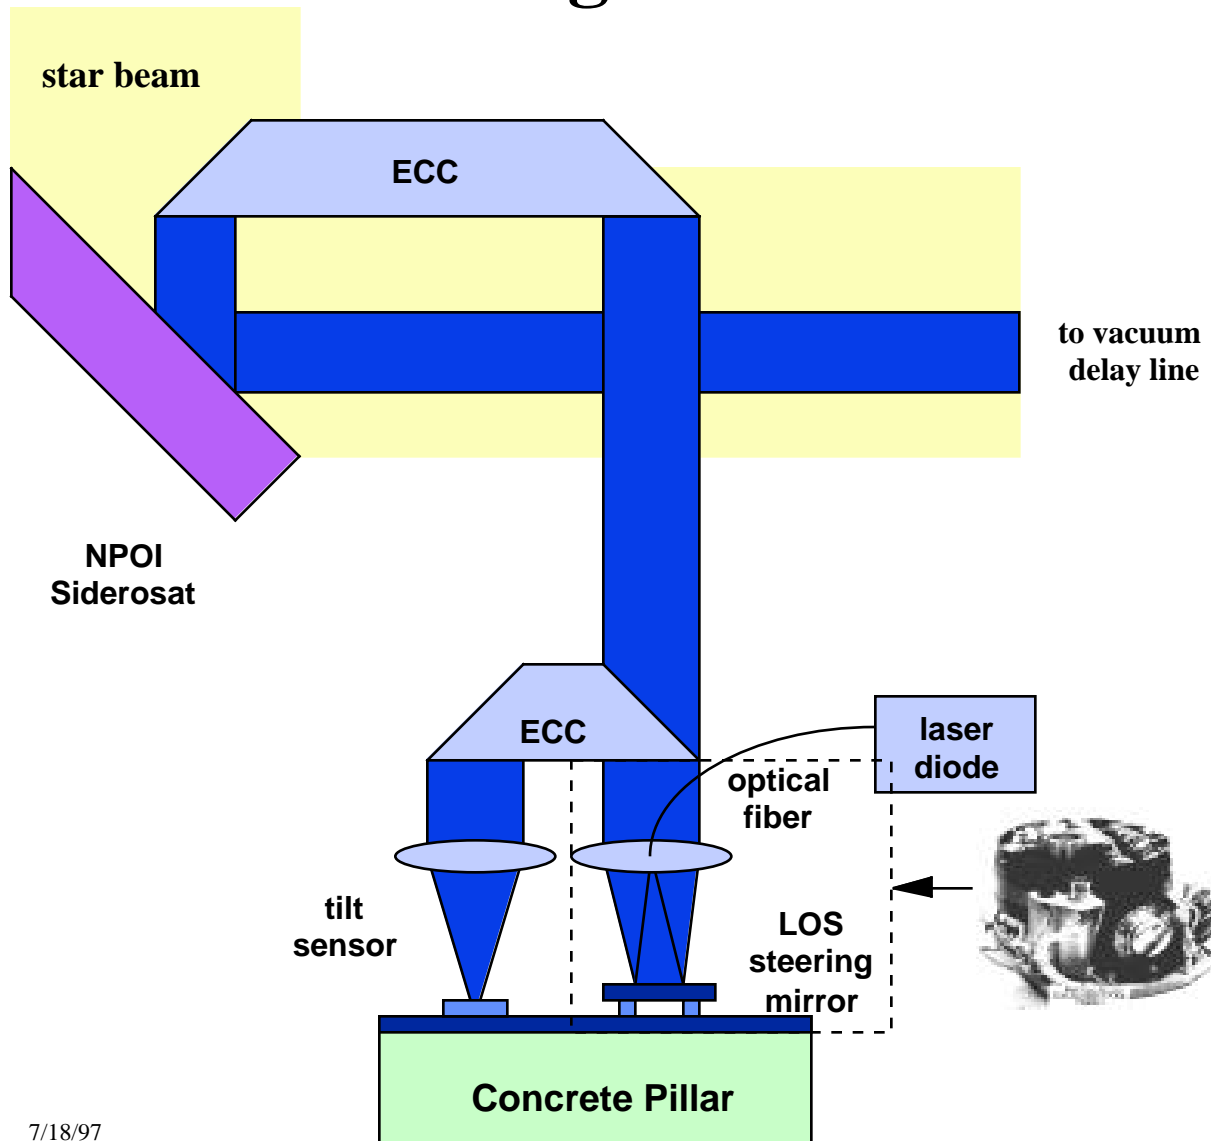 star beam
ECC
to vacuum
delay line
NPOI
Siderosat
ECC
laser
diode
optical
fiber
tilt
sensor
LOS
steering
mirror
Concrete Pillar
7/18/97